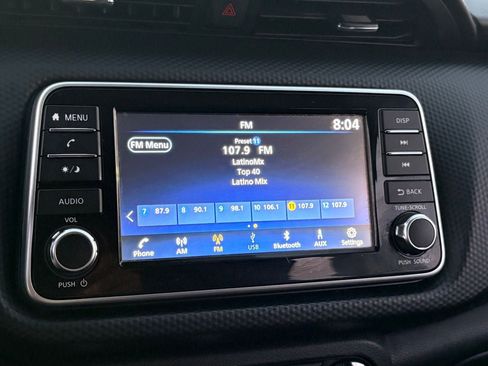 FM 8:04
Preset 11
FM Menu 107.9 FM
LatinoMx
Top 40
Latino Mix
7 87.9 8 90.1 9 98.1 10 106.1 11 107.9 12 107.9
Phone AM FM USB Bluetooth AUX Settings
MENU
AUDIO
VOL
PUSH
DISP
BACK
TUNE·SCROLL
PUSH SOUND